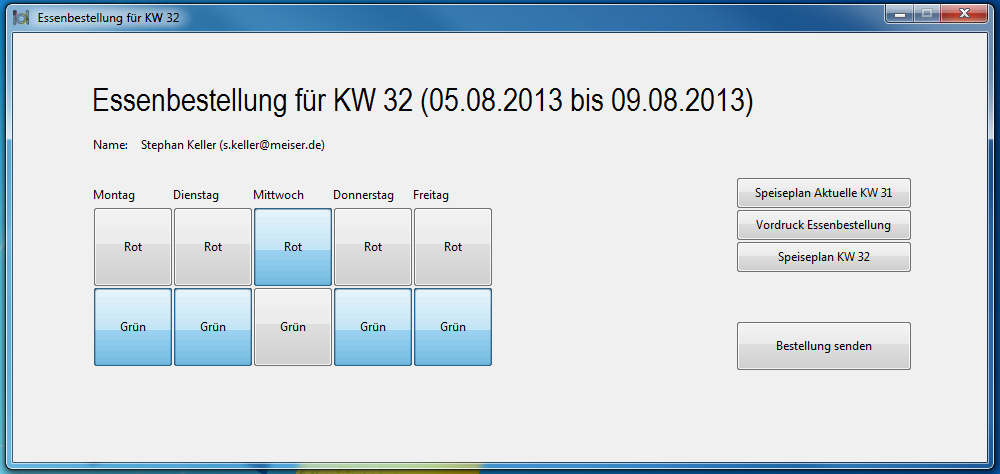 Essenbestellung für KW 32
Essenbestellung für KW 32 (05.08.2013 bis 09.08.2013)
Name: Stephan Keller (s.keller@meiser.de)
Montag Dienstag Mittwoch Donnerstag Freitag
Rot Rot Rot Rot Rot
Grün Grün Grün Grün Grün
Speiseplan Aktuelle KW 31
Vordruck Essenbestellung
Speiseplan KW 32
Bestellung senden